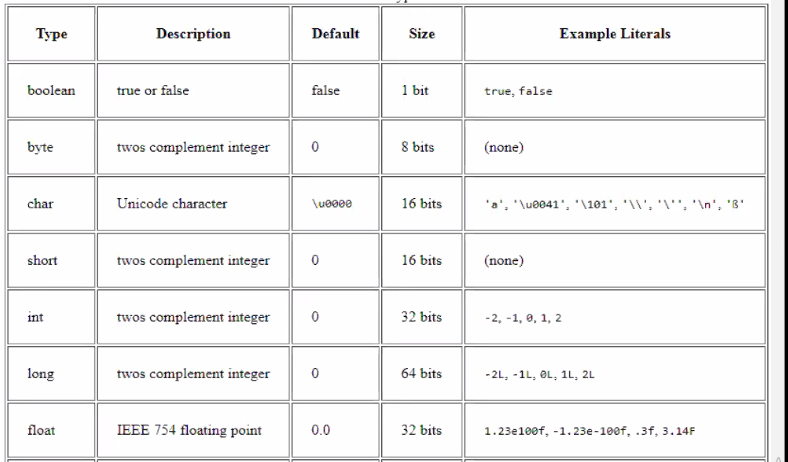 Type Description Default Size Example Literals
boolean true or false false 1 bit true, false
byte twos complement integer 0 8 bits (none)
char Unicode character \u0000 16 bits 'a', '\u0041', '\101', '\\', '\'', '\n', 'ß'
short twos complement integer 0 16 bits (none)
int twos complement integer 0 32 bits -2, -1, 0, 1, 2
long twos complement integer 0 64 bits -2L, -1L, 0L, 1L, 2L
float IEEE 754 floating point 0.0 32 bits 1.23e100f, -1.23e-100f, .3f, 3.14F